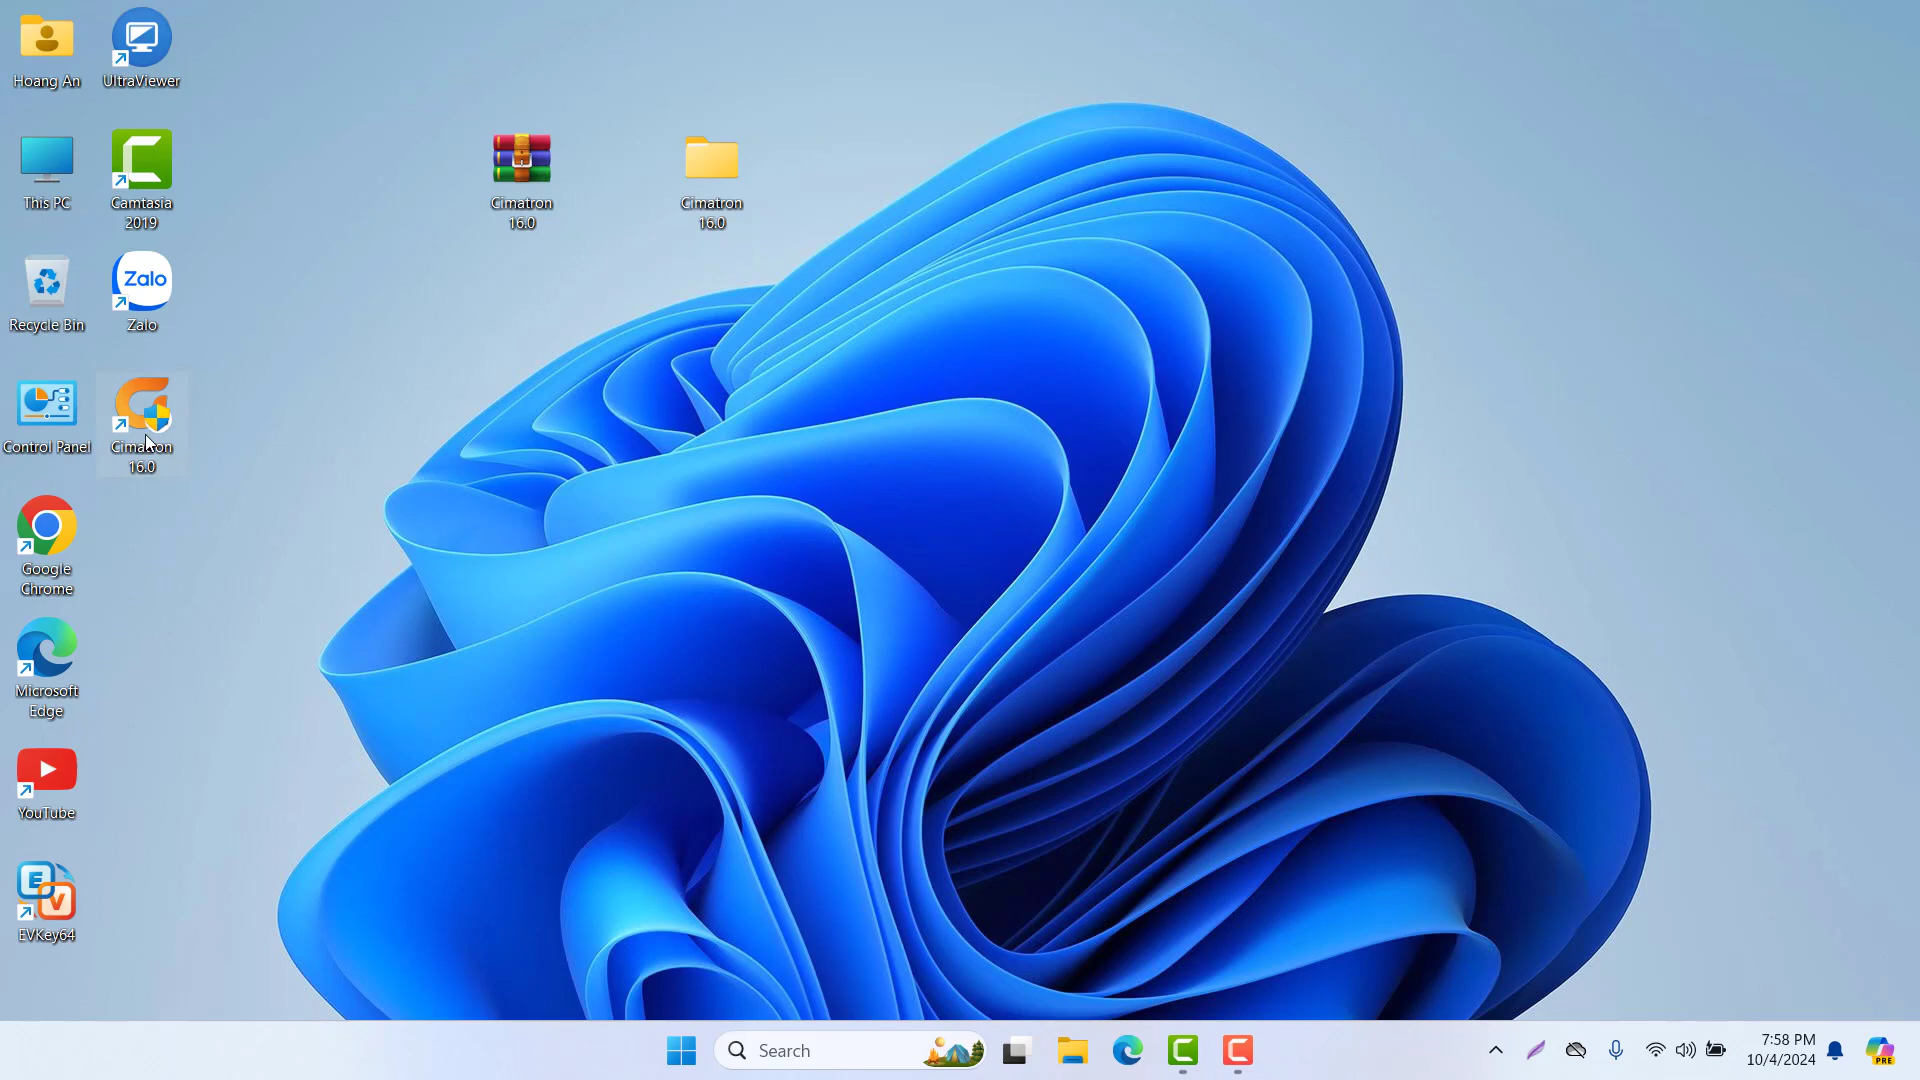 Hoang An
UltraViewer
This PC
Camtasia
2019
Cimatron
16.0
Cimatron
16.0
Recycle Bin
Zalo
Zalo
Control Panel
Cimatron
16.0
Google
Chrome
Microsoft
Edge
YouTube
E
V
EVKey64
Search
7:58 PM
10/4/2024
PRE